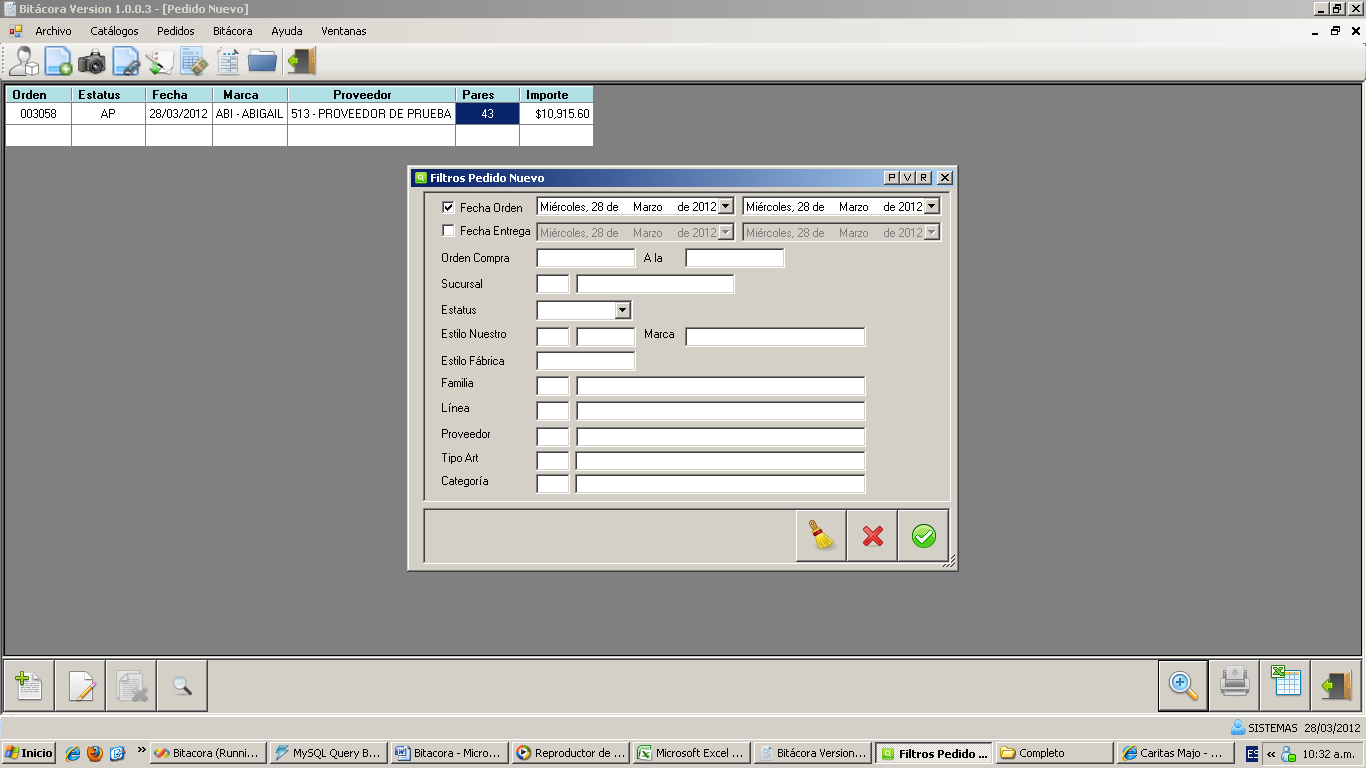 Bitácora Version 1.0.0.3 - [Pedido Nuevo]
Archivo Catálogos Pedidos Bitácora Ayuda Ventanas
Orden Estatus Fecha Marca Proveedor Pares Importe
003058 AP 28/03/2012 ABI - ABIGAIL 513 - PROVEEDOR DE PRUEBA 43 $10,915.60
Filtros Pedido Nuevo P V R
Fecha Orden Miércoles, 28 de Marzo de 2012 Miércoles, 28 de Marzo de 2012
Fecha Entrega Miércoles, 28 de Marzo de 2012 Miércoles, 28 de Marzo de 2012
Orden Compra A la
Sucursal
Estatus
Estilo Nuestro Marca
Estilo Fábrica
Familia
Línea
Proveedor
Tipo Art
Categoría
SISTEMAS 28/03/2012
Inicio » Bitacora (Runni... MySQL Query B... Bitacora - Micro... Reproductor de ... Microsoft Excel ... Bitácora Version... Filtros Pedido ... Completo Caritas Majo - ... ES « 10:32 a.m.